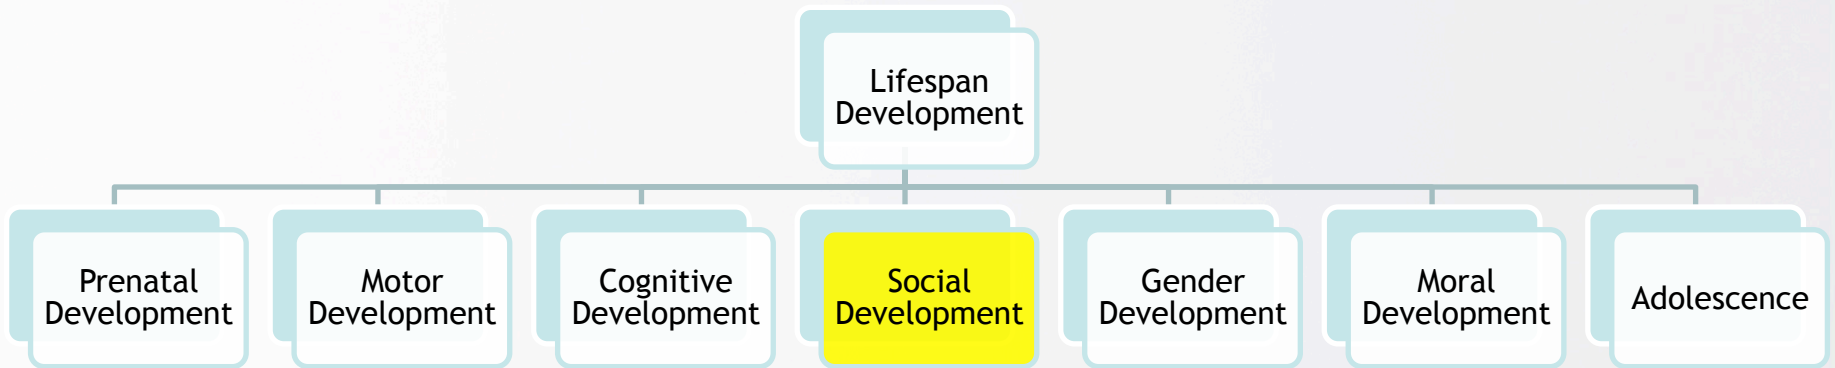 Lifespan
Development
Prenatal
Development
Motor
Development
Cognitive
Development
Social
Development
Gender
Development
Moral
Development
Adolescence